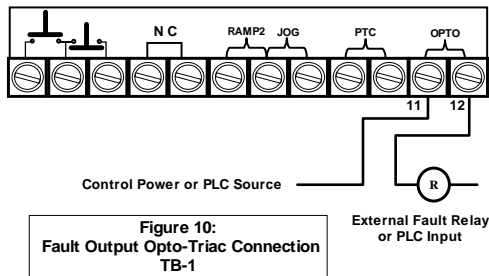 N C
RAMP2 JOG
PTC
OPTO
11 12
Control Power or PLC Source
R
External Fault Relay
or PLC Input
Figure 10:
Fault Output Opto-Triac Connection
TB-1